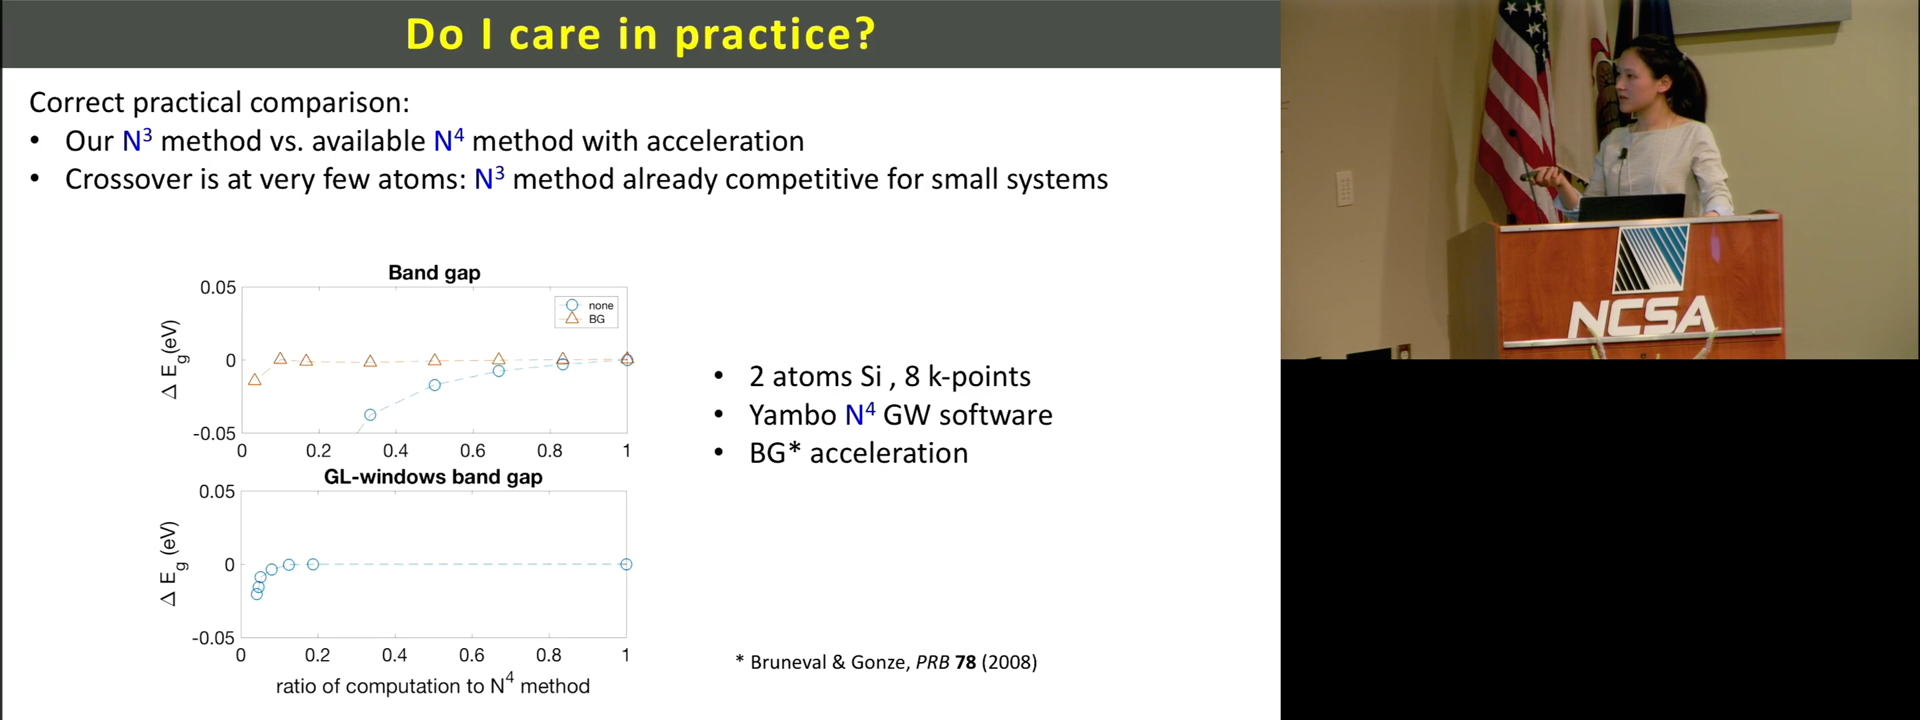 Do I care in practice?
Correct practical comparison:
• Our N³ method vs. available N⁴ method with acceleration
• Crossover is at very few atoms: N³ method already competitive for small systems
Band gap
0.05
0
-0.05
Δ E_g (eV)
none
BG
0 0.2 0.4 0.6 0.8 1
GL-windows band gap
0.05
0
-0.05
Δ E_g (eV)
0 0.2 0.4 0.6 0.8 1
ratio of computation to N⁴ method
• 2 atoms Si , 8 k-points
• Yambo N⁴ GW software
• BG* acceleration
* Bruneval & Gonze, PRB 78 (2008)
NCSA